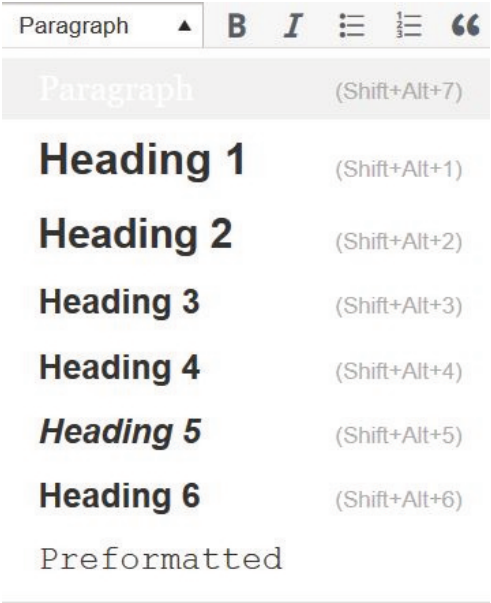 Paragraph B I
Paragraph (Shift+Alt+7)
Heading 1 (Shift+Alt+1)
Heading 2 (Shift+Alt+2)
Heading 3 (Shift+Alt+3)
Heading 4 (Shift+Alt+4)
Heading 5 (Shift+Alt+5)
Heading 6 (Shift+Alt+6)
Preformatted